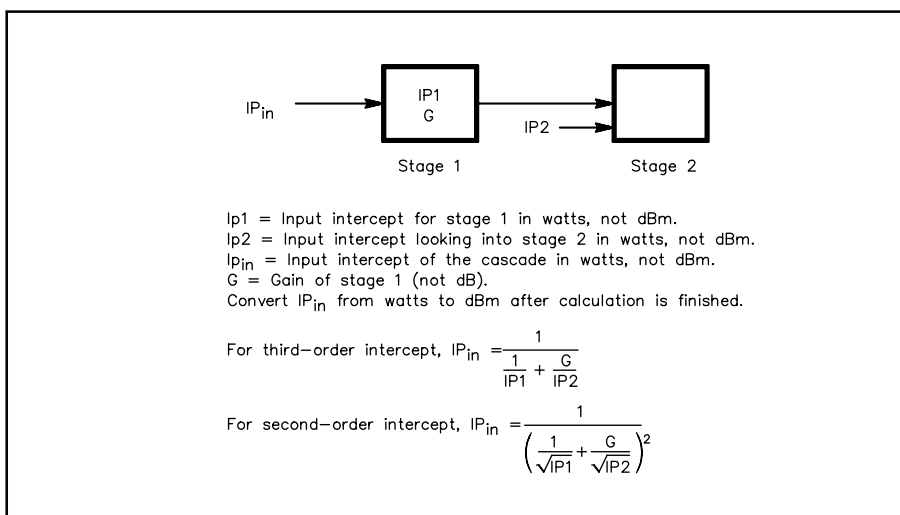 IPin
IP1
G
IP2
Stage 1
Stage 2
Ip1 = Input intercept for stage 1 in watts, not dBm.
Ip2 = Input intercept looking into stage 2 in watts, not dBm.
Ipin = Input intercept of the cascade in watts, not dBm.
G = Gain of stage 1 (not dB).
Convert IPin from watts to dBm after calculation is finished.
For third-order intercept, IPin = 1 / (1/IP1 + G/IP2)
For second-order intercept, IPin = 1 / (1/√IP1 + G/√IP2)²